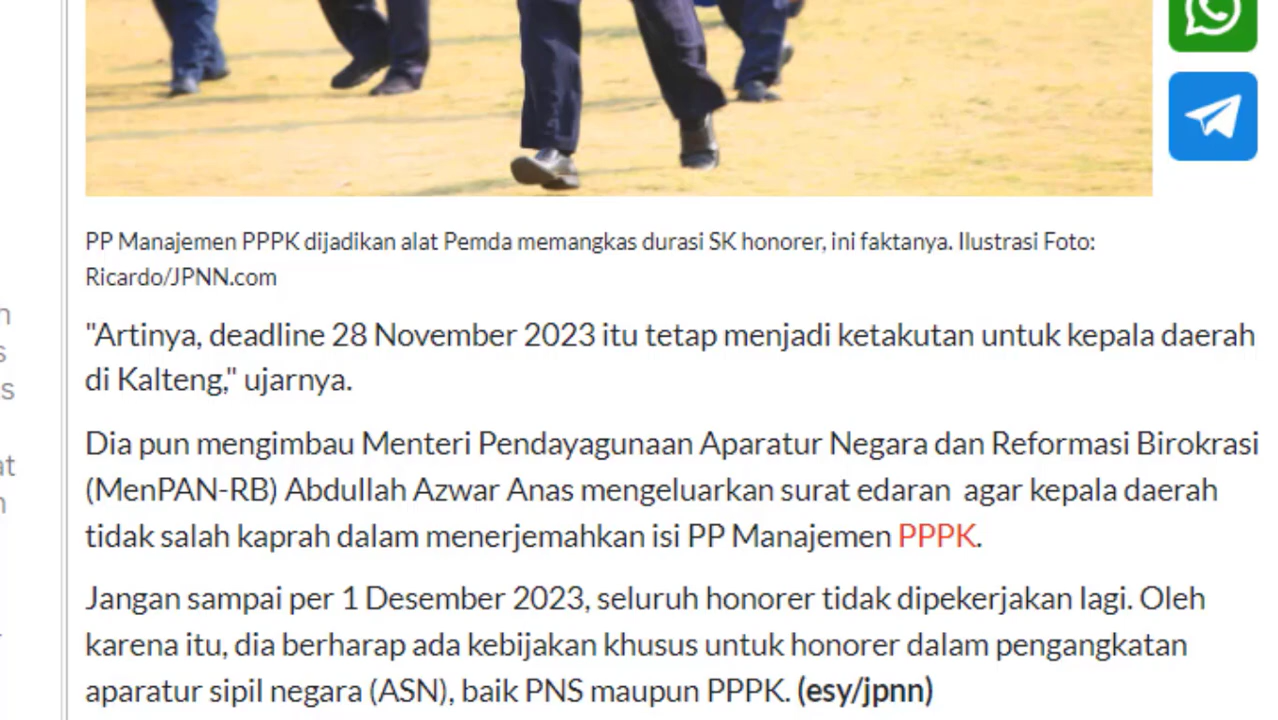 PP Manajemen PPPK dijadikan alat Pemda memangkas durasi SK honorer, ini faktanya. Ilustrasi Foto:
Ricardo/JPNN.com
"Artinya, deadline 28 November 2023 itu tetap menjadi ketakutan untuk kepala daerah
di Kalteng," ujarnya.
Dia pun mengimbau Menteri Pendayagunaan Aparatur Negara dan Reformasi Birokrasi
(MenPAN-RB) Abdullah Azwar Anas mengeluarkan surat edaran  agar kepala daerah
tidak salah kaprah dalam menerjemahkan isi PP Manajemen PPPK.
Jangan sampai per 1 Desember 2023, seluruh honorer tidak dipekerjakan lagi. Oleh
karena itu, dia berharap ada kebijakan khusus untuk honorer dalam pengangkatan
aparatur sipil negara (ASN), baik PNS maupun PPPK. (esy/jpnn)